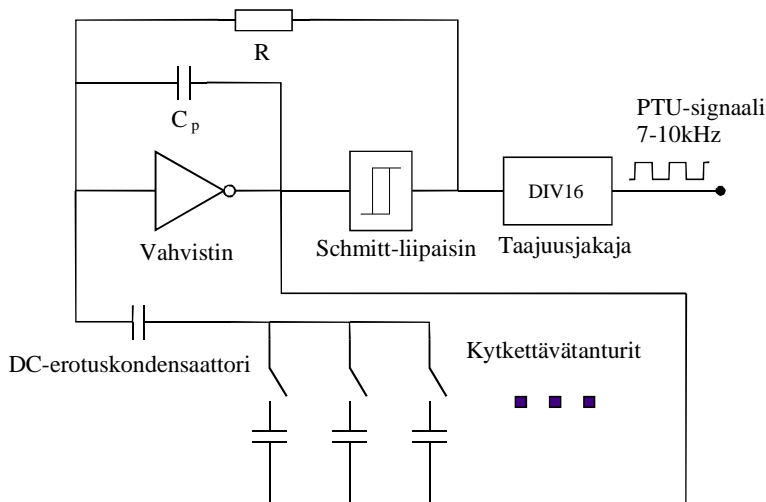 R
C p
PTU-signaali
7-10kHz
DIV16
Vahvistin
Schmitt-liipaisin
Taajuusjakaja
DC-erotuskondensaattori
Kytkettävätanturit